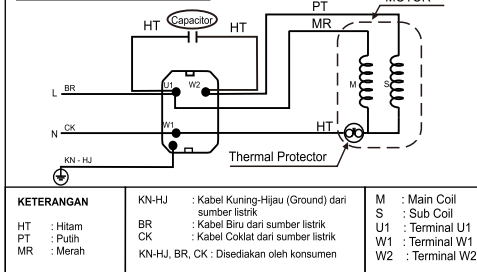 MOTOR
PT
MR
HT
Capacitor
HT
U1
W2
L
BR
M
S
N
CK
W1
HT
KN - HJ
Thermal Protector
KETERANGAN
HT : Hitam
PT : Putih
MR : Merah
KN-HJ : Kabel Kuning-Hijau (Ground) dari
sumber listrik
BR : Kabel Biru dari sumber listrik
CK : Kabel Coklat dari sumber listrik
KN-HJ, BR, CK : Disediakan oleh konsumen
M : Main Coil
S : Sub Coil
U1 : Terminal U1
W1 : Terminal W1
W2 : Terminal W2